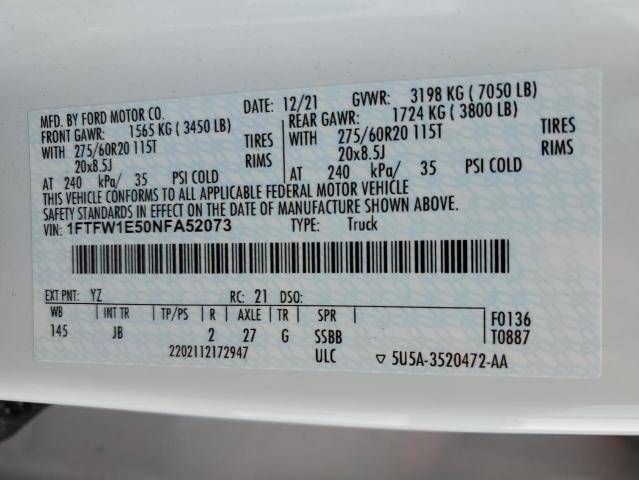 MFD. BY FORD MOTOR CO. DATE: 12/21 GVWR: 3198 KG ( 7050 LB)
FRONT GAWR: 1565 KG ( 3450 LB) REAR GAWR: 1724 KG ( 3800 LB)
WITH 275/60R20 115T TIRES WITH 275/60R20 115T TIRES
20x8.5J RIMS 20x8.5J RIMS
AT 240 kPa/ 35 PSI COLD AT 240 kPa/ 35 PSI COLD
THIS VEHICLE CONFORMS TO ALL APPLICABLE FEDERAL MOTOR VEHICLE
SAFETY STANDARDS IN EFFECT ON THE DATE OF MANUFACTURE SHOWN ABOVE.
VIN: 1FTFW1E50NFA52073 TYPE: Truck
EXT PNT: YZ RC: 21 DSO:
WB INT TR TP/PS R AXLE TR SPR F0136
145 JB 2 27 G SSBB T0887
2202112172947 ULC ▽ 5U5A-3520472-AA